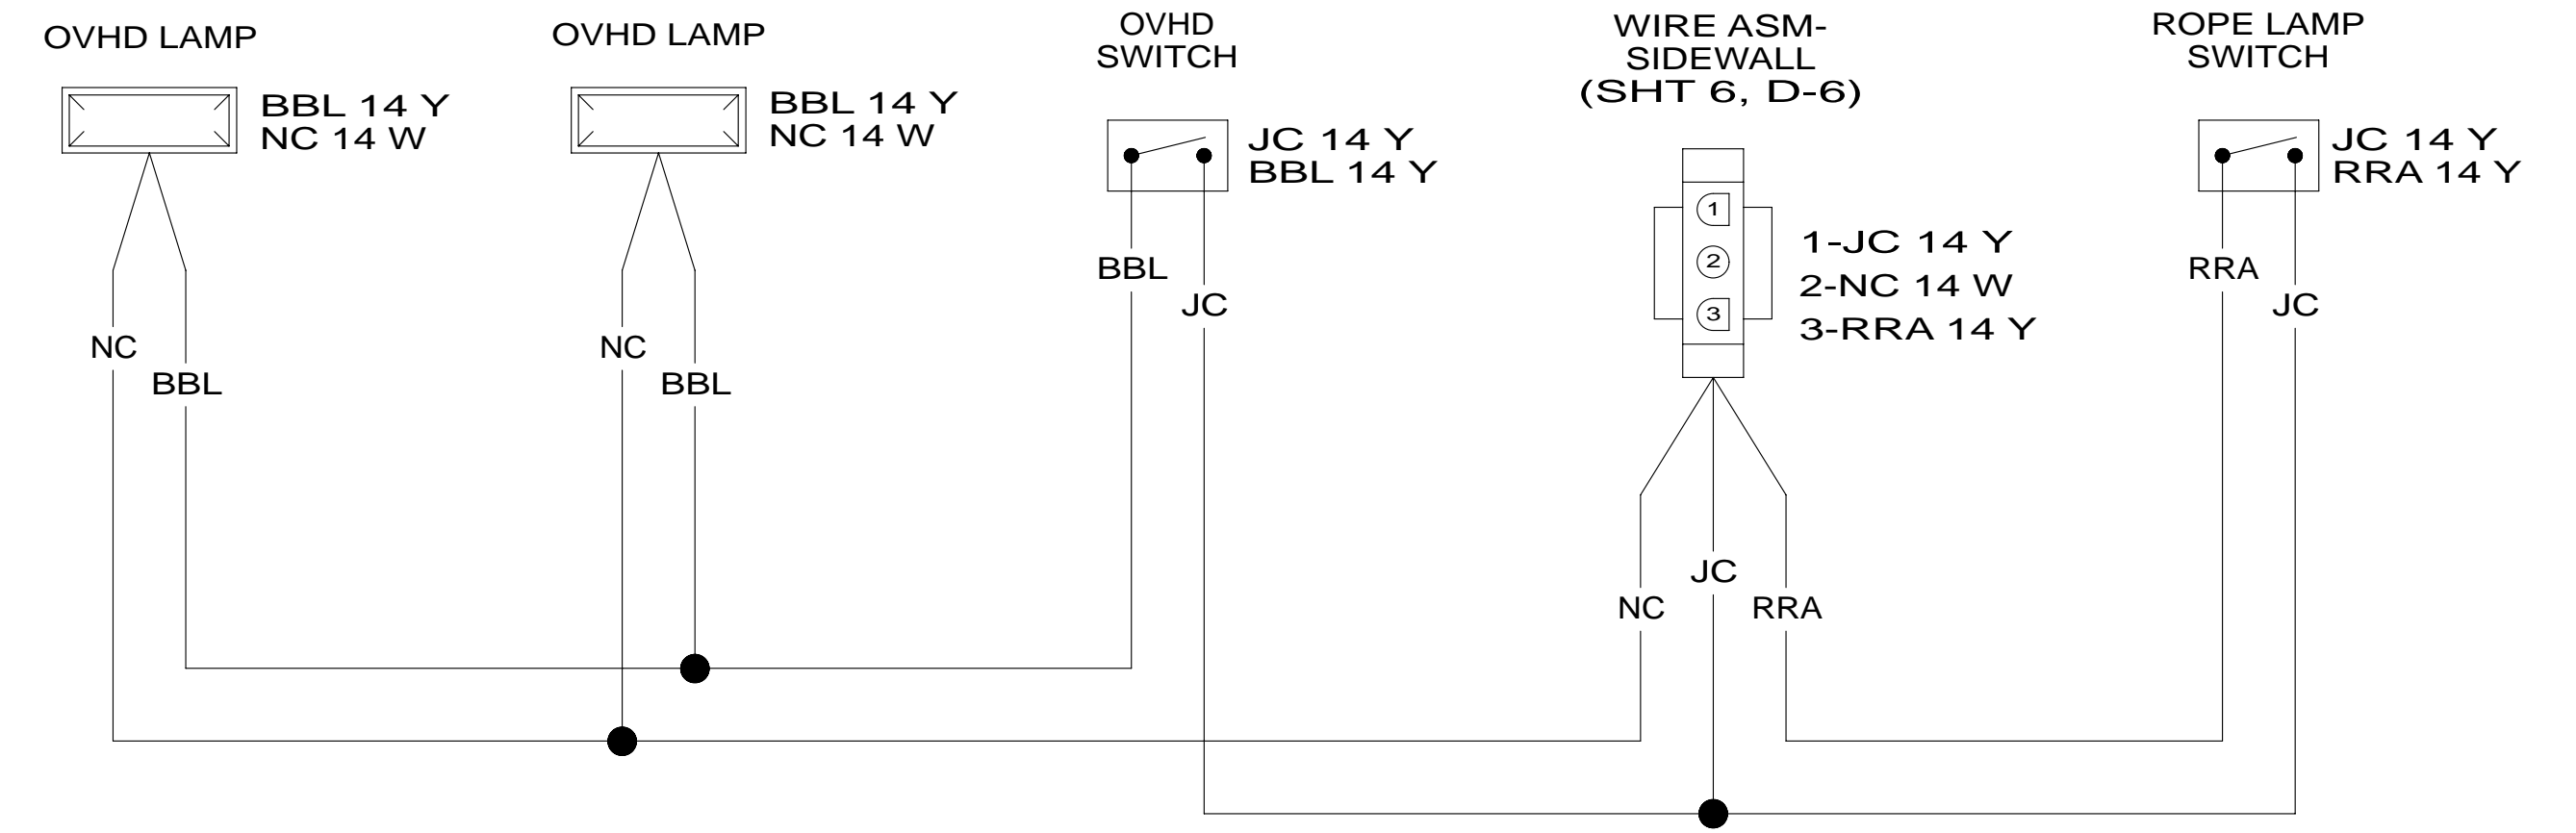 OVHD LAMP
BBL 14 Y
NC 14 W
NC
BBL
OVHD LAMP
BBL 14 Y
NC 14 W
NC
BBL
OVHD
SWITCH
JC 14 Y
BBL 14 Y
BBL
JC
WIRE ASM-
SIDEWALL
(SHT 6, D-6)
1
2
3
1-JC 14 Y
2-NC 14 W
3-RRA 14 Y
JC
NC
RRA
ROPE LAMP
SWITCH
JC 14 Y
RRA 14 Y
RRA
JC